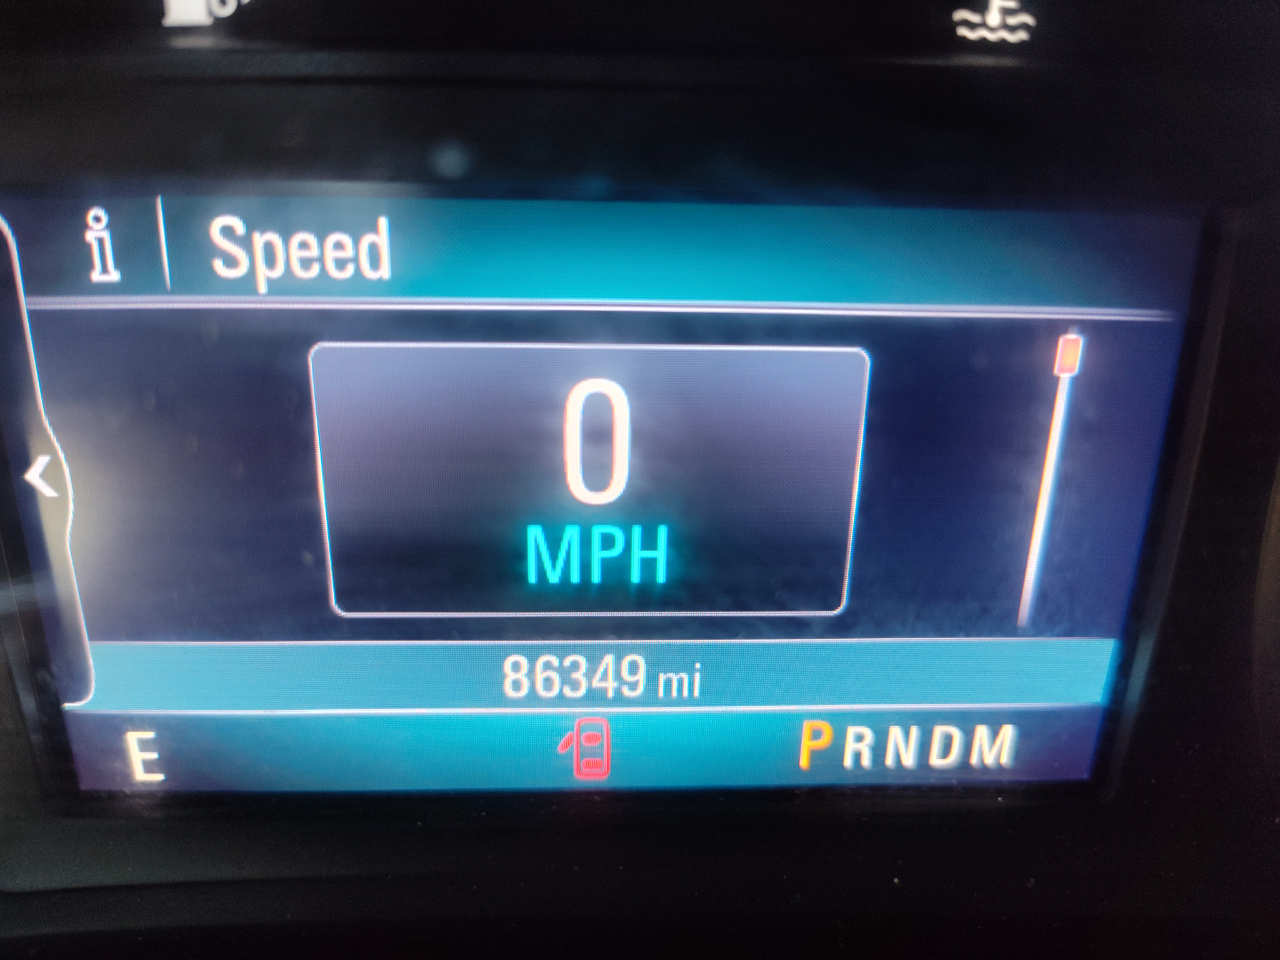 i Speed
0
MPH
86349 mi
E PRNDM